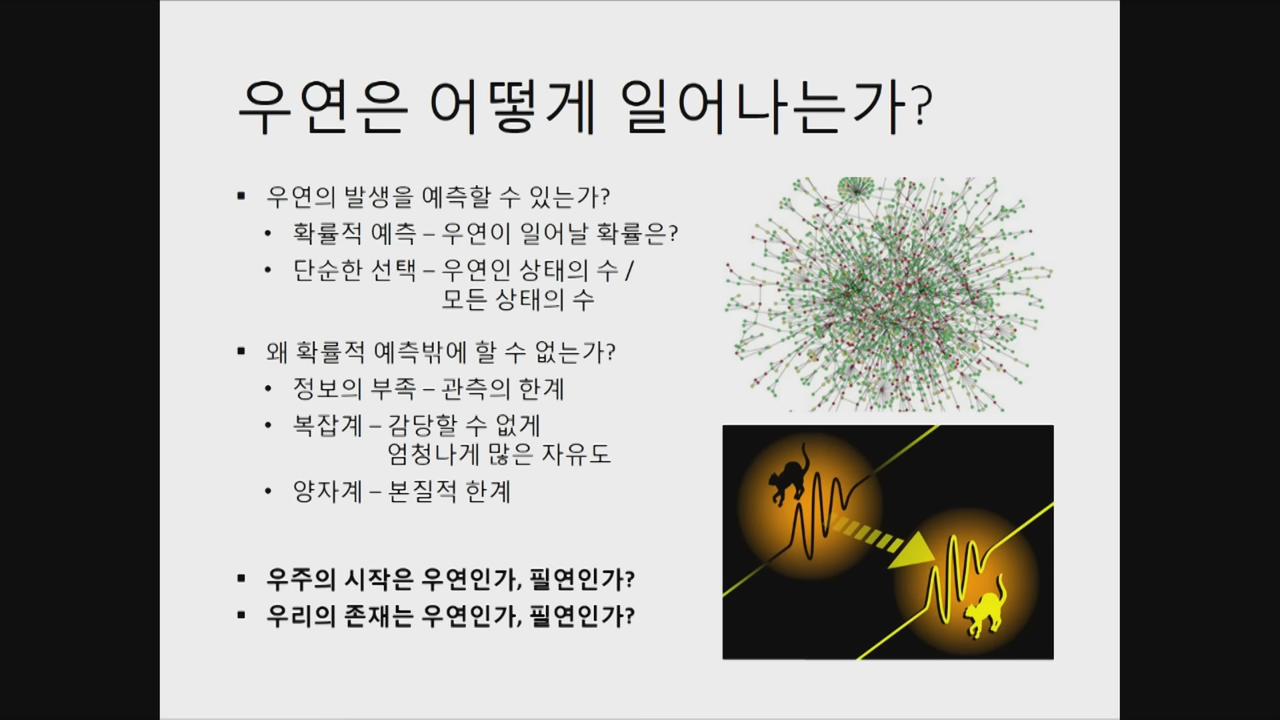 우연은 어떻게 일어나는가?
▪ 우연의 발생을 예측할 수 있는가?
• 확률적 예측 – 우연이 일어날 확률은?
• 단순한 선택 – 우연인 상태의 수 /
모든 상태의 수
▪ 왜 확률적 예측밖에 할 수 없는가?
• 정보의 부족 – 관측의 한계
• 복잡계 – 감당할 수 없게
엄청나게 많은 자유도
• 양자계 – 본질적 한계
▪ 우주의 시작은 우연인가, 필연인가?
▪ 우리의 존재는 우연인가, 필연인가?